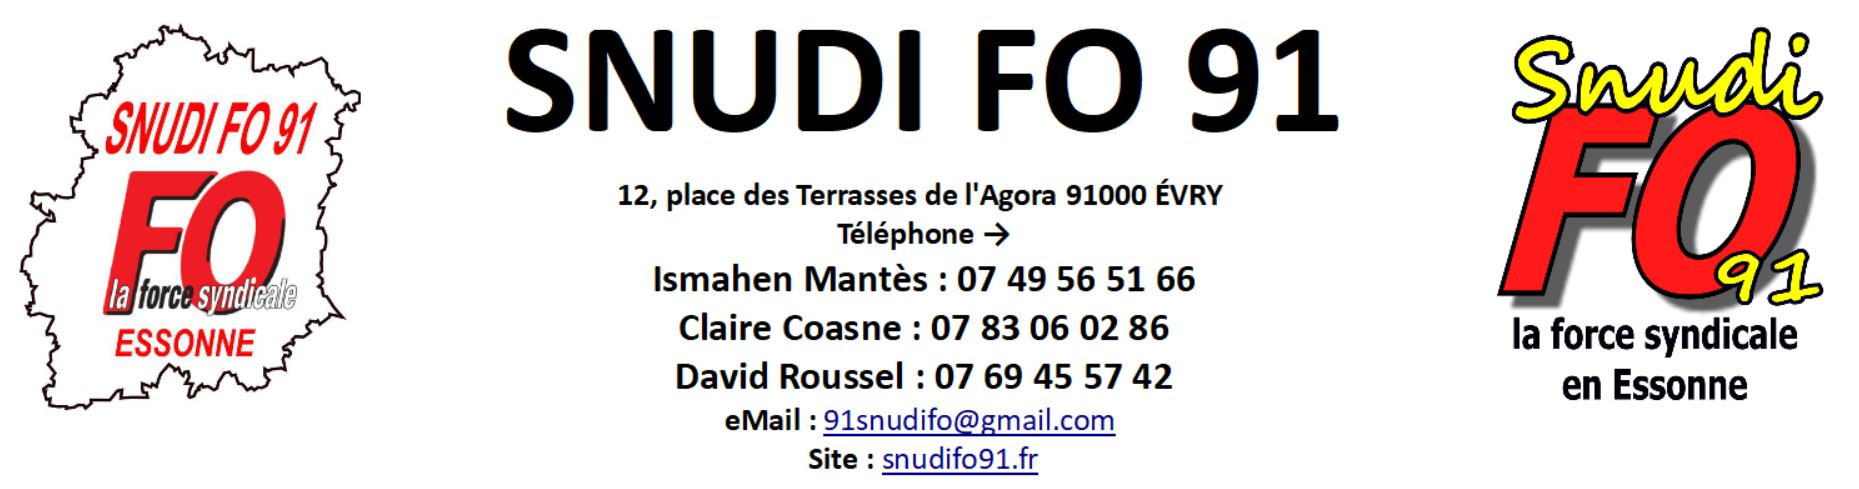 SNUDI FO 91
FO
la force syndicale
ESSONNE
SNUDI FO 91
12, place des Terrasses de l'Agora 91000 ÉVRY
Téléphone →
Ismahen Mantès : 07 49 56 51 66
Claire Coasne : 07 83 06 02 86
David Roussel : 07 69 45 57 42
eMail : 91snudifo@gmail.com
Site : snudifo91.fr
Snudi
FO
91
la force syndicale
en Essonne